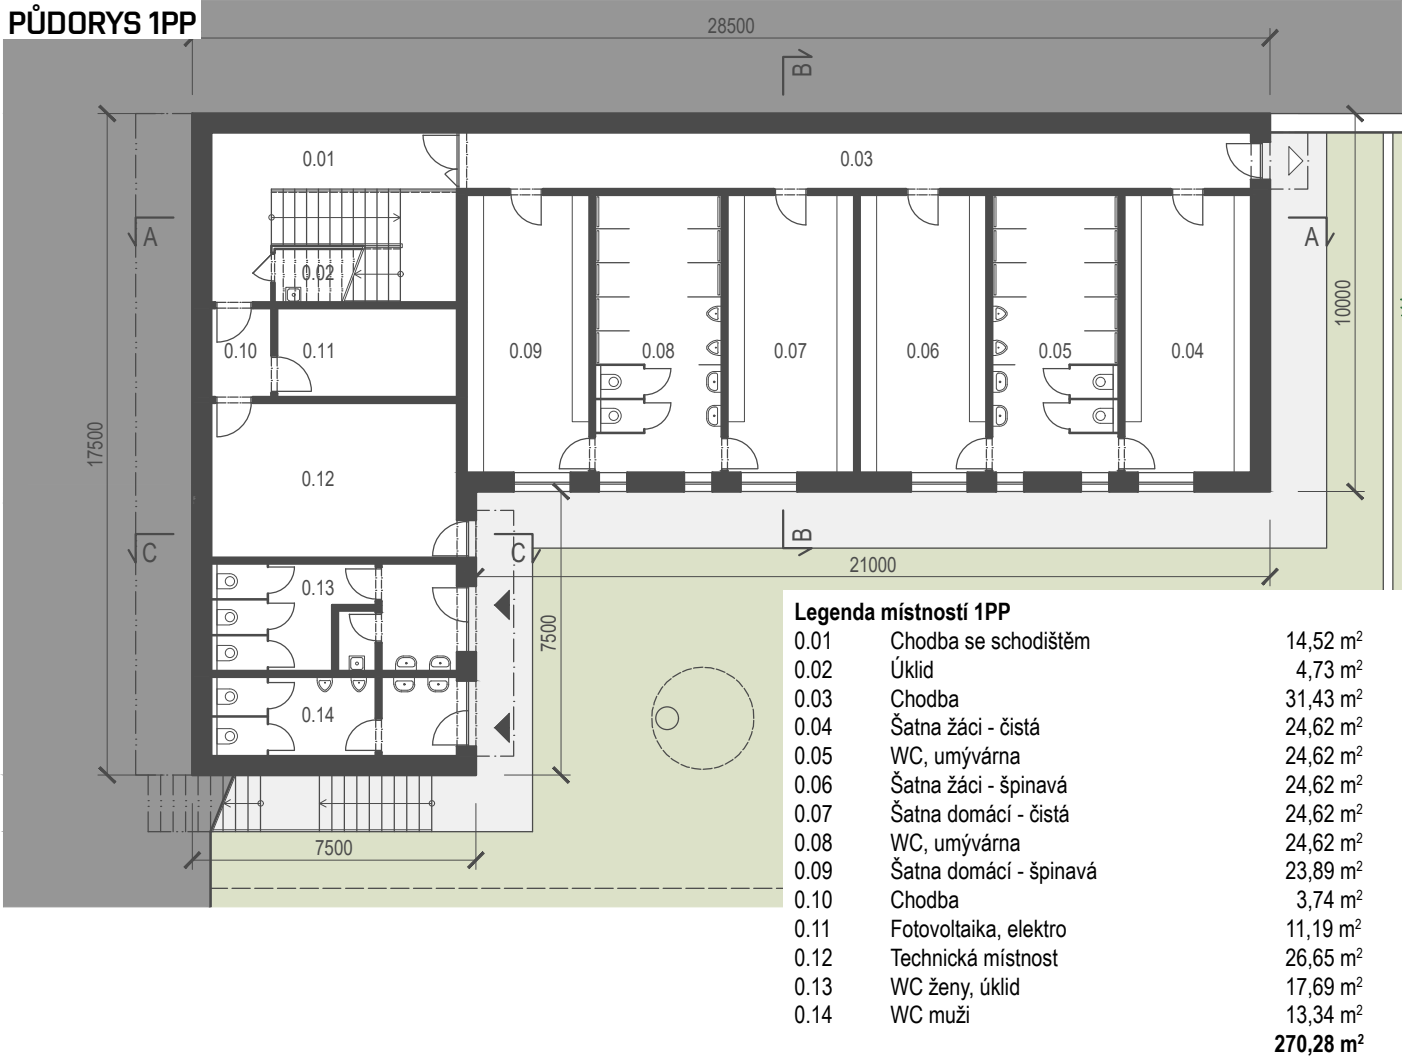 PŮDORYS 1PP
28500
B
0.01
0.03
A
A
0.02
10000
0.10
0.11
0.09
0.08
0.07
0.06
0.05
0.04
17500
0.12
C
C
B
21000
0.13
7500
0.14
7500
Legenda místností 1PP
0.01 Chodba se schodištěm 14,52 m²
0.02 Úklid 4,73 m²
0.03 Chodba 31,43 m²
0.04 Šatna žáci - čistá 24,62 m²
0.05 WC, umývárna 24,62 m²
0.06 Šatna žáci - špinavá 24,62 m²
0.07 Šatna domácí - čistá 24,62 m²
0.08 WC, umývárna 24,62 m²
0.09 Šatna domácí - špinavá 23,89 m²
0.10 Chodba 3,74 m²
0.11 Fotovoltaika, elektro 11,19 m²
0.12 Technická místnost 26,65 m²
0.13 WC ženy, úklid 17,69 m²
0.14 WC muži 13,34 m²
270,28 m²